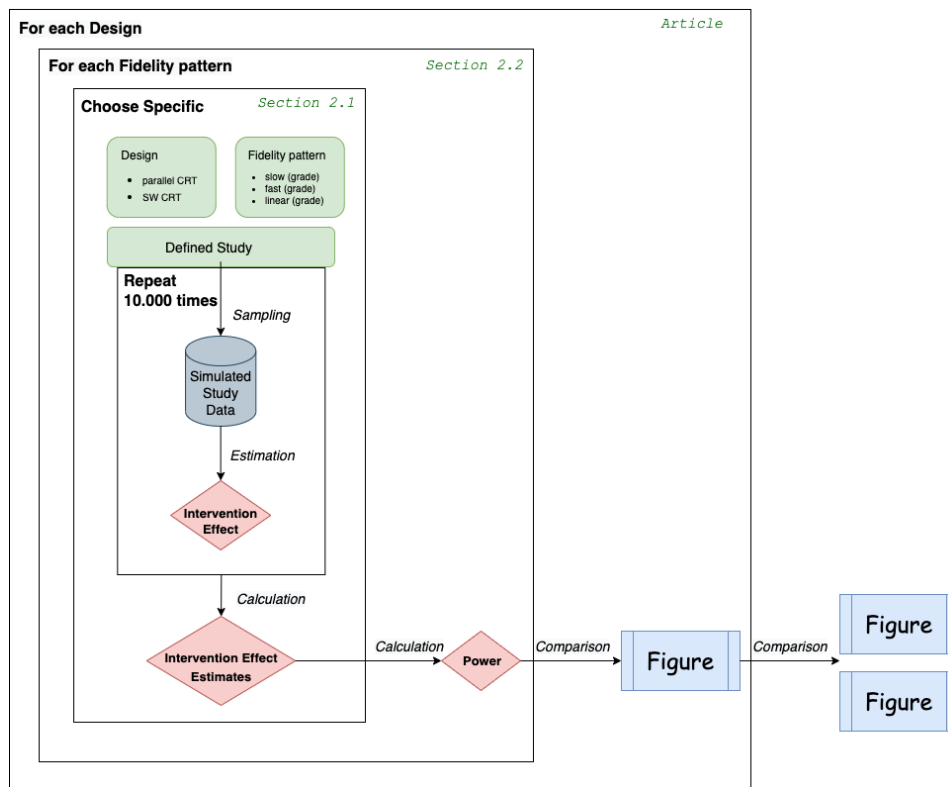 For each Design
Article
For each Fidelity pattern
Section 2.2
Choose Specific
Section 2.1
Design
• parallel CRT
• SW CRT
Fidelity pattern
• slow (grade)
• fast (grade)
• linear (grade)
Defined Study
Repeat
10.000 times
Sampling
Simulated
Study
Data
Estimation
Intervention
Effect
Calculation
Intervention Effect
Estimates
Calculation
Power
Comparison
Figure
Comparison
Figure
Figure